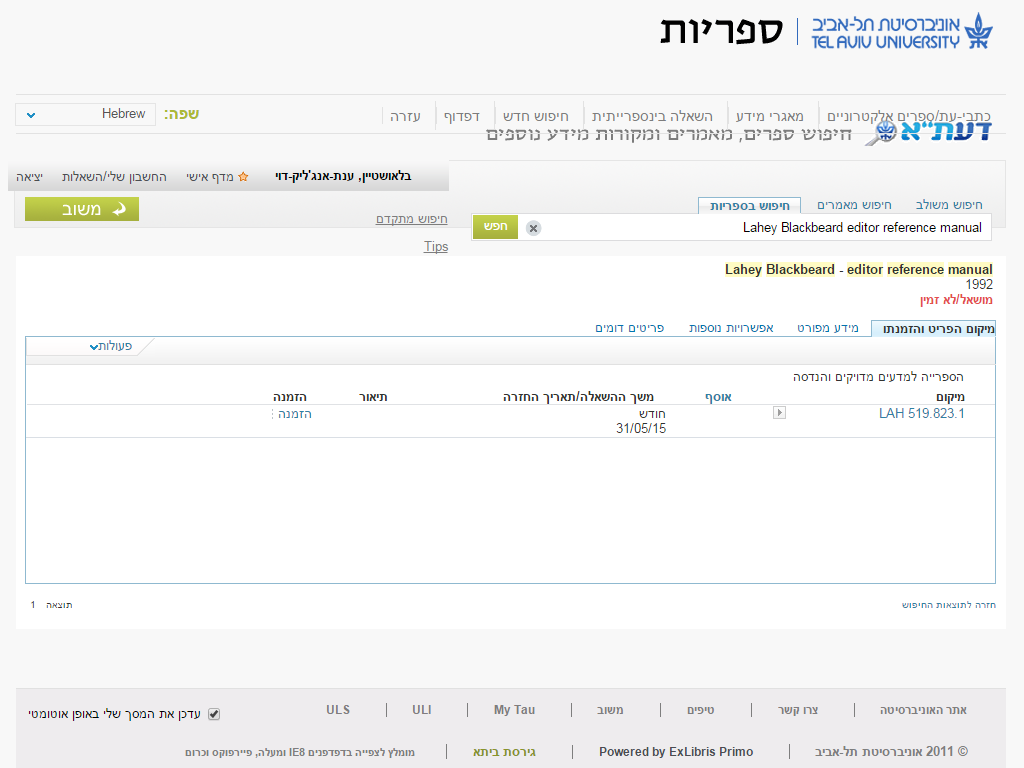 ספריות
אוניברסיטת תל-אביב
TEL AVIV UNIVERSITY
כתבי-עת/ספרים אלקטרוניים
מאגרי מידע
השאלה בינספרייתית
חיפוש חדש
דפדוף
עזרה
שפה:
Hebrew
דעת"א
חיפוש ספרים, מאמרים ומקורות מידע נוספים
בלאושטיין, ענת-אנג'ליק-דוי
מדף אישי
החשבון שלי/השאלות
יציאה
משוב
חיפוש משולב
חיפוש מאמרים
חיפוש בספריות
Lahey Blackbeard editor reference manual
חפש
חיפוש מתקדם
Tips
Lahey Blackbeard - editor reference manual
1992
מושאל/לא זמין
מיקום הפריט והזמנתו
מידע מפורט
אפשרויות נוספות
פריטים דומים
פעולות
הספרייה למדעים מדויקים והנדסה
מיקום
אוסף
משך ההשאלה/תאריך החזרה
תיאור
הזמנה
LAH 519.823.1
חודש
31/05/15
הזמנה
חזרה לתוצאות החיפוש
תוצאה 1
אתר האוניברסיטה
צרו קשר
טיפים
משוב
My Tau
ULI
ULS
עדכן את המסך שלי באופן אוטומטי
© 2011 אוניברסיטת תל-אביב
Powered by ExLibris Primo
גירסת ביתא
מומלץ לצפייה בדפדפנים IE8 ומעלה, פיירפוקס וכרום